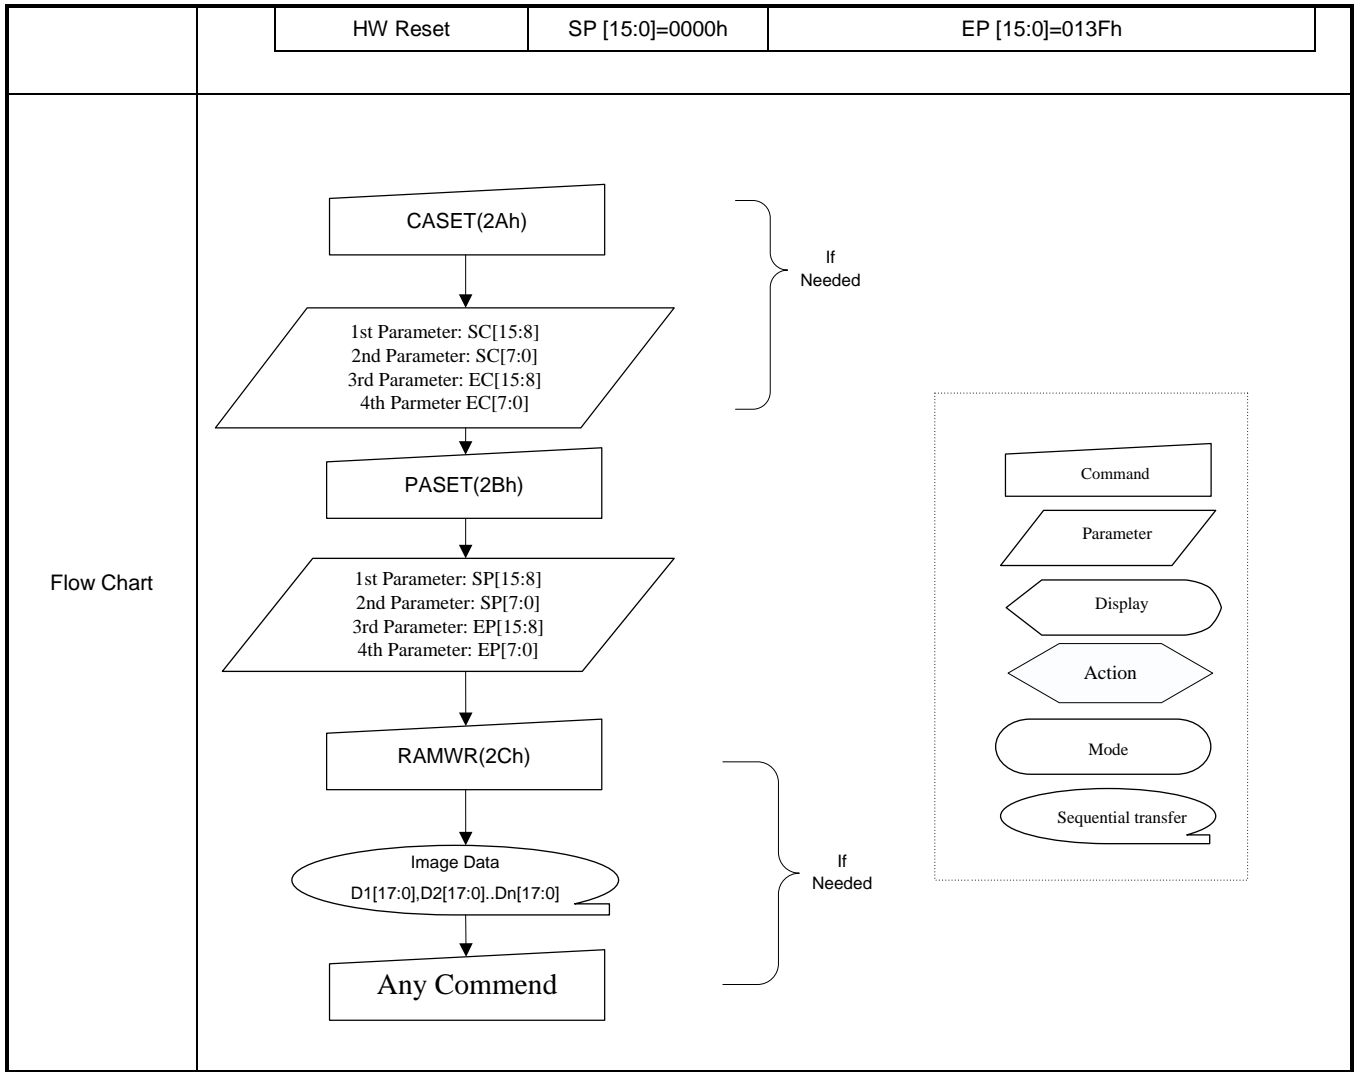 HW Reset SP [15:0]=0000h EP [15:0]=013Fh
Flow Chart
CASET(2Ah)
If
Needed
1st Parameter: SC[15:8]
2nd Parameter: SC[7:0]
3rd Parameter: EC[15:8]
4th Parmeter EC[7:0]
PASET(2Bh)
1st Parameter: SP[15:8]
2nd Parameter: SP[7:0]
3rd Parameter: EP[15:8]
4th Parameter: EP[7:0]
RAMWR(2Ch)
Image Data
D1[17:0],D2[17:0]..Dn[17:0]
If
Needed
Any Commend
Command
Parameter
Display
Action
Mode
Sequential transfer